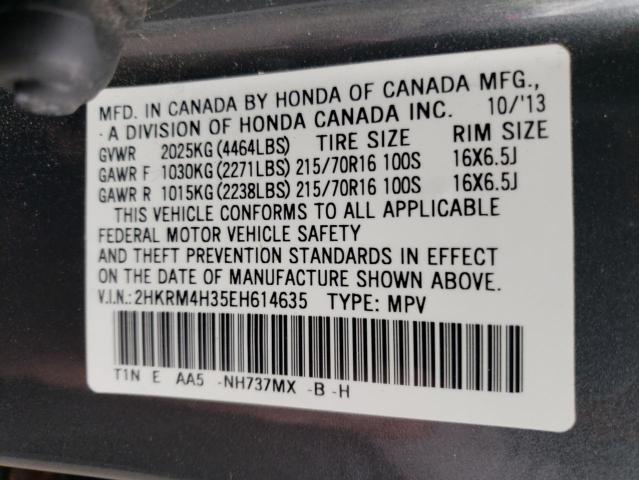 MFD. IN CANADA BY HONDA OF CANADA MFG.,
- A DIVISION OF HONDA CANADA INC. 10/'13
GVWR 2025KG (4464LBS) TIRE SIZE RIM SIZE
GAWR F 1030KG (2271LBS) 215/70R16 100S 16X6.5J
GAWR R 1015KG (2238LBS) 215/70R16 100S 16X6.5J
THIS VEHICLE CONFORMS TO ALL APPLICABLE
FEDERAL MOTOR VEHICLE SAFETY
AND THEFT PREVENTION STANDARDS IN EFFECT
ON THE DATE OF MANUFACTURE SHOWN ABOVE.
V.I.N.: 2HKRM4H35EH614635 TYPE: MPV
T1N E AA5 -NH737MX -B -H